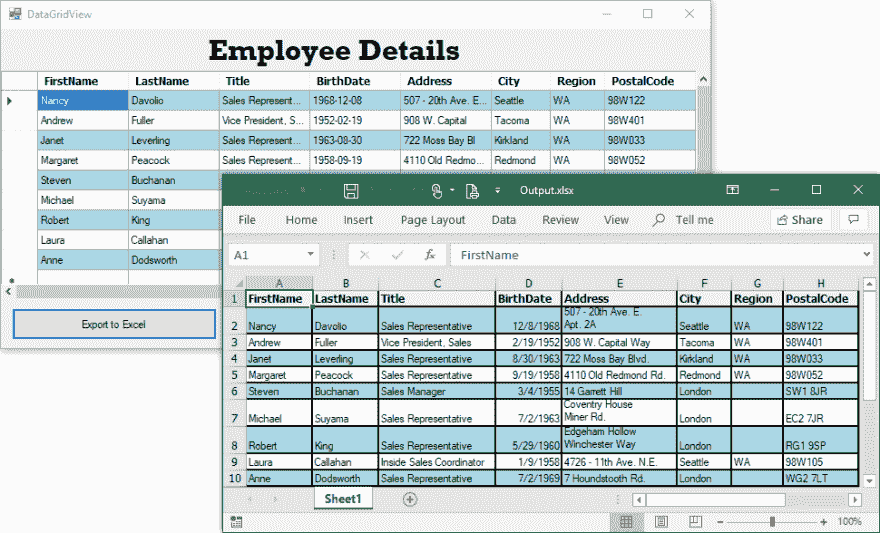 DataGridView
Employee Details
FirstName LastName Title BirthDate Address City Region PostalCode
Nancy Davolio Sales Represent... 1968-12-08 507 - 20th Ave. E... Seattle WA 98W122
Andrew Fuller Vice President, S... 1952-02-19 908 W. Capital Tacoma WA 98W401
Janet Leverling Sales Represent... 1963-08-30 722 Moss Bay Bl Kirkland WA 98W033
Margaret Peacock Sales Represent... 1958-09-19 4110 Old Redmo... Redmond WA 98W052
Steven Buchanan
Michael Suyama
Robert King
Laura Callahan
Anne Dodsworth
Export to Excel
Output.xlsx
File Home Insert Page Layout Data Review View Tell me Share
A1 fx FirstName
A B C D E F G H
1 FirstName LastName Title BirthDate Address City Region PostalCode
507 - 20th Ave. E.
2 Nancy Davolio Sales Representative 12/8/1968 Apt. 2A Seattle WA 98W122
3 Andrew Fuller Vice President, Sales 2/19/1952 908 W. Capital Way Tacoma WA 98W401
4 Janet Leverling Sales Representative 8/30/1963 722 Moss Bay Blvd. Kirkland WA 98W033
5 Margaret Peacock Sales Representative 9/19/1958 4110 Old Redmond Rd. Redmond WA 98W052
6 Steven Buchanan Sales Manager 3/4/1955 14 Garrett Hill London SW1 8JR
Coventry House
7 Michael Suyama Sales Representative 7/2/1963 Miner Rd. London EC2 7JR
Edgeham Hollow
8 Robert King Sales Representative 5/29/1960 Winchester Way London RG1 9SP
9 Laura Callahan Inside Sales Coordinator 1/9/1958 4726 - 11th Ave. N.E. Seattle WA 98W105
10 Anne Dodsworth Sales Representative 7/2/1969 7 Houndstooth Rd. London WG2 7LT
Sheet1
100%